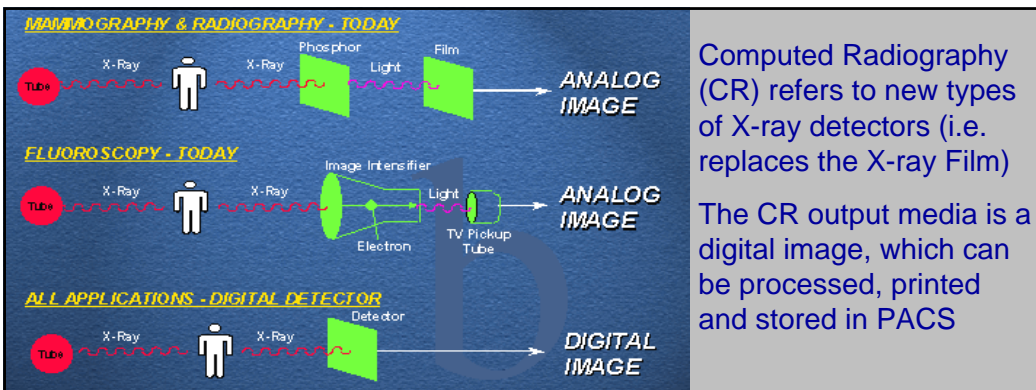 MAMMOGRAPHY & RADIOGRAPHY - TODAY
Phosphor Film
X-Ray X-Ray Light
Tube
ANALOG
IMAGE
FLUOROSCOPY - TODAY
Image Intensifier
X-Ray X-Ray Light
Tube
ANALOG
IMAGE
Electron
TV Pickup
Tube
ALL APPLICATIONS - DIGITAL DETECTOR
Detector
X-Ray X-Ray
Tube
DIGITAL
IMAGE
Computed Radiography
(CR) refers to new types
of X-ray detectors (i.e.
replaces the X-ray Film)
The CR output media is a
digital image, which can
be processed, printed
and stored in PACS